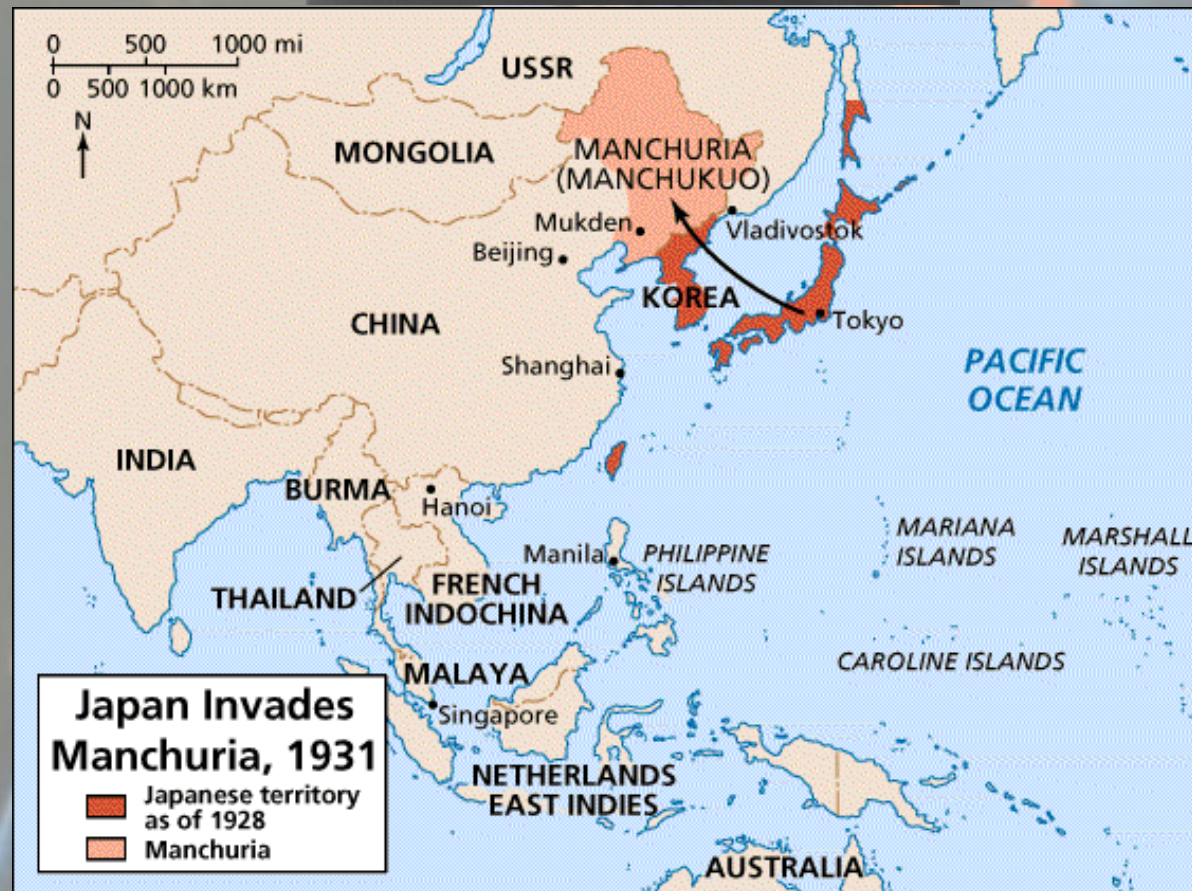 0 500 1000 mi
0 500 1000 km
N
USSR
MONGOLIA
MANCHURIA
(MANCHUKUO)
Mukden
Vladivostok
Beijing
KOREA
CHINA
Tokyo
Shanghai
PACIFIC
OCEAN
INDIA
BURMA
Hanoi
MARIANA
ISLANDS
MARSHALL
ISLANDS
Manila
PHILIPPINE
ISLANDS
THAILAND
FRENCH
INDOCHINA
CAROLINE ISLANDS
MALAYA
Singapore
Japan Invades
Manchuria, 1931
Japanese territory
as of 1928
Manchuria
NETHERLANDS
EAST INDIES
AUSTRALIA